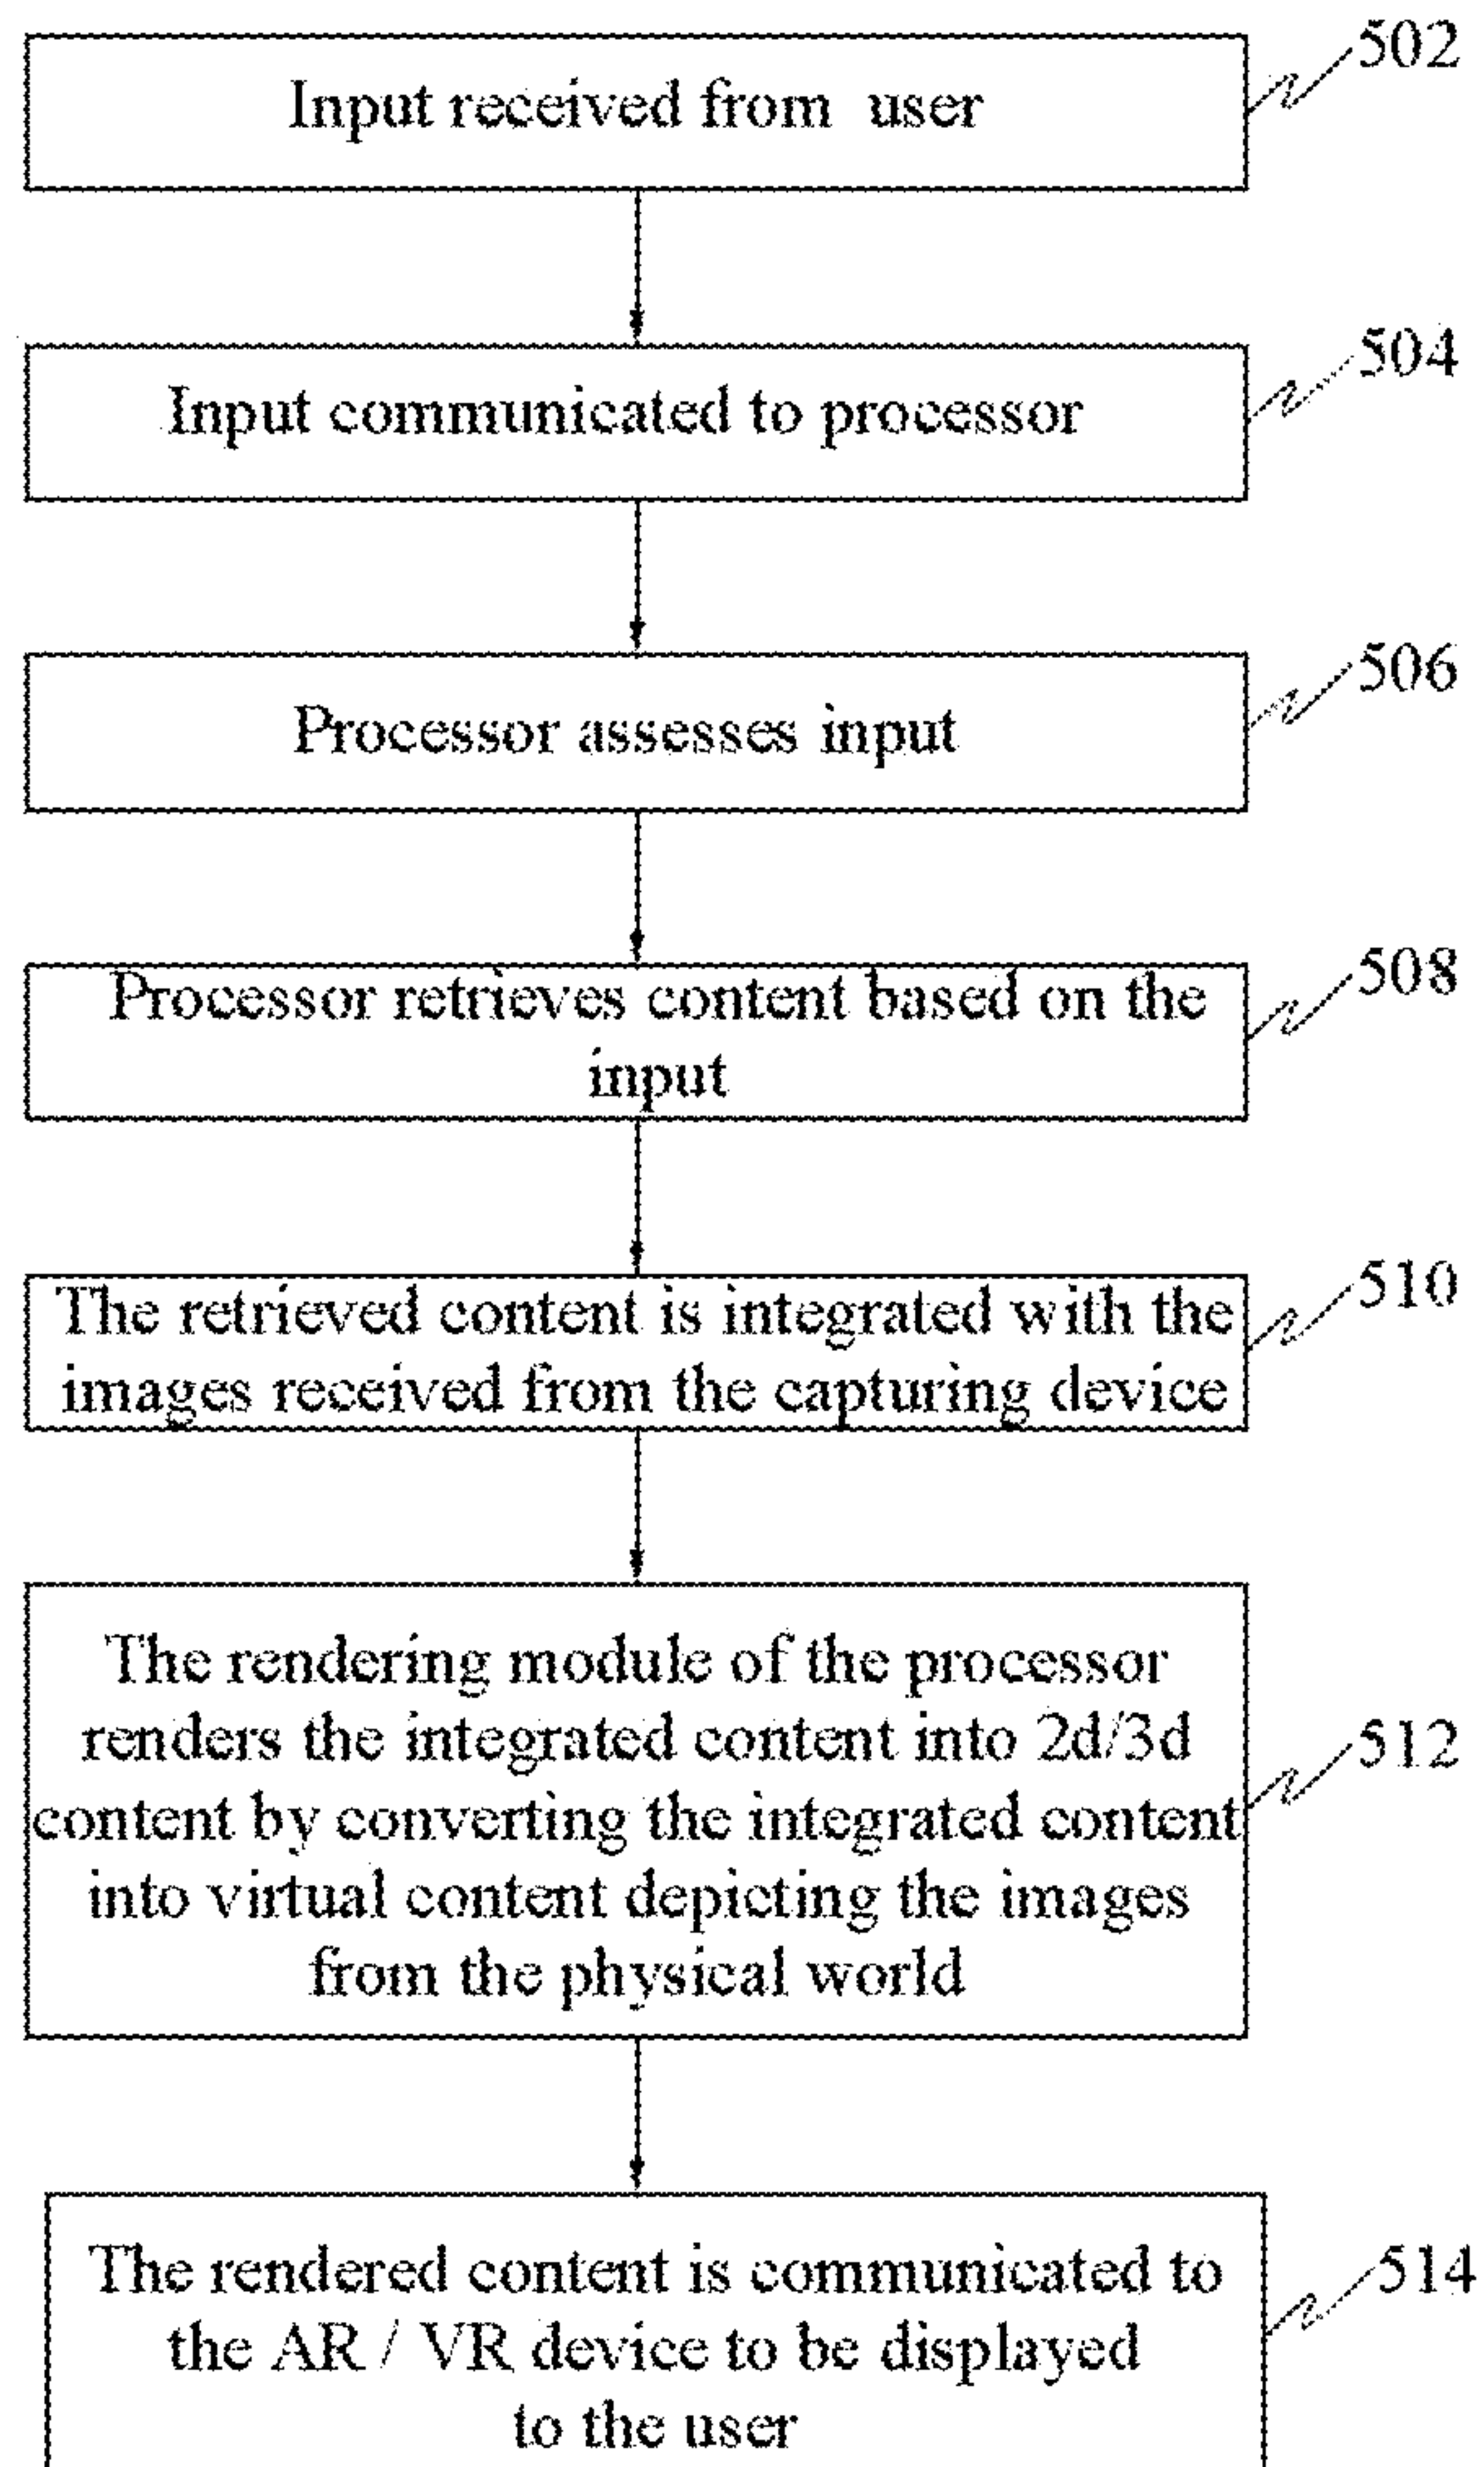 502
Input received from user
504
Input communicated to processor
506
Processor assesses input
508
Processor retrieves content based on the
input
510
The retrieved content is integrated with the
images received from the capturing device
The rendering module of the processor
renders the integrated content into 2d/3d
512
content by converting the integrated content
into virtual content depicting the images
from the physical world
514
The rendered content is communicated to
the AR / VR device to be displayed
to the user